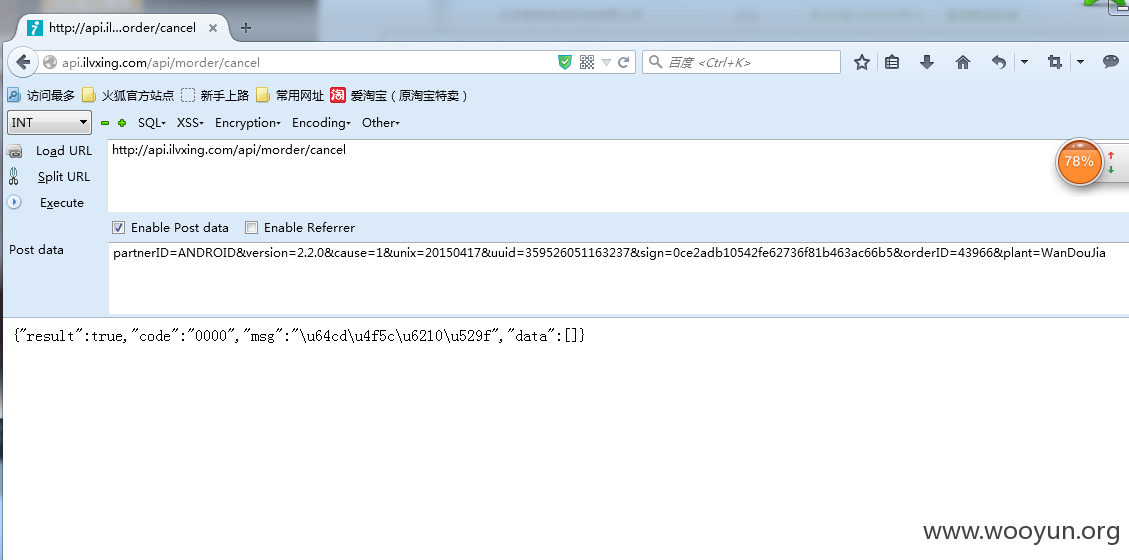 http://api.il...order/cancel
api.ilvxing.com/api/morder/cancel
百度 <Ctrl+K>
访问最多 火狐官方站点 新手上路 常用网址 爱淘宝（原淘宝特卖）
INT SQL XSS Encryption Encoding Other
Load URL
http://api.ilvxing.com/api/morder/cancel
78%
Split URL
Execute
Enable Post data Enable Referrer
Post data
partnerID=ANDROID&version=2.2.0&cause=1&unix=20150417&uuid=359526051163237&sign=0ce2adb10542fe62736f81b463ac66b5&orderID=43966&plant=WanDouJia
{"result":true,"code":"0000","msg":"\u64cd\u4f5c\u6210\u529f","data":[]}
www.wooyun.org